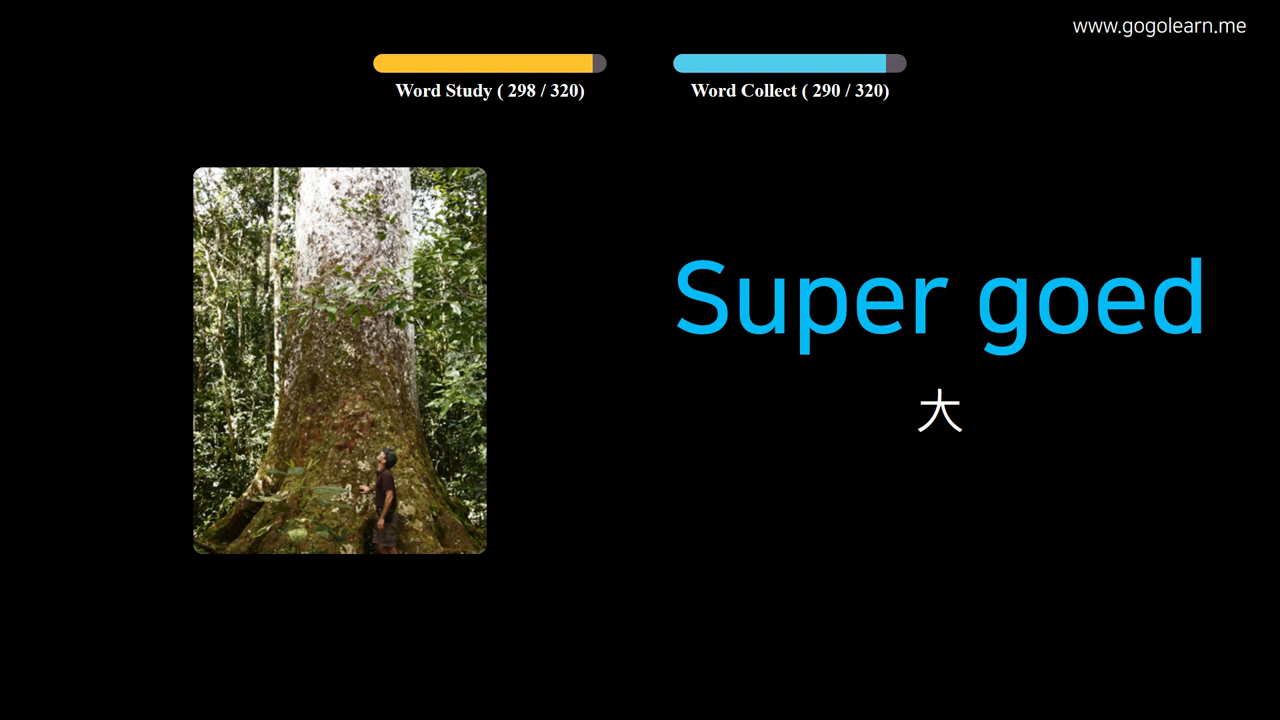 www.gogolearn.me
Word Study ( 298 / 320)
Word Collect ( 290 / 320)
Super goed
大